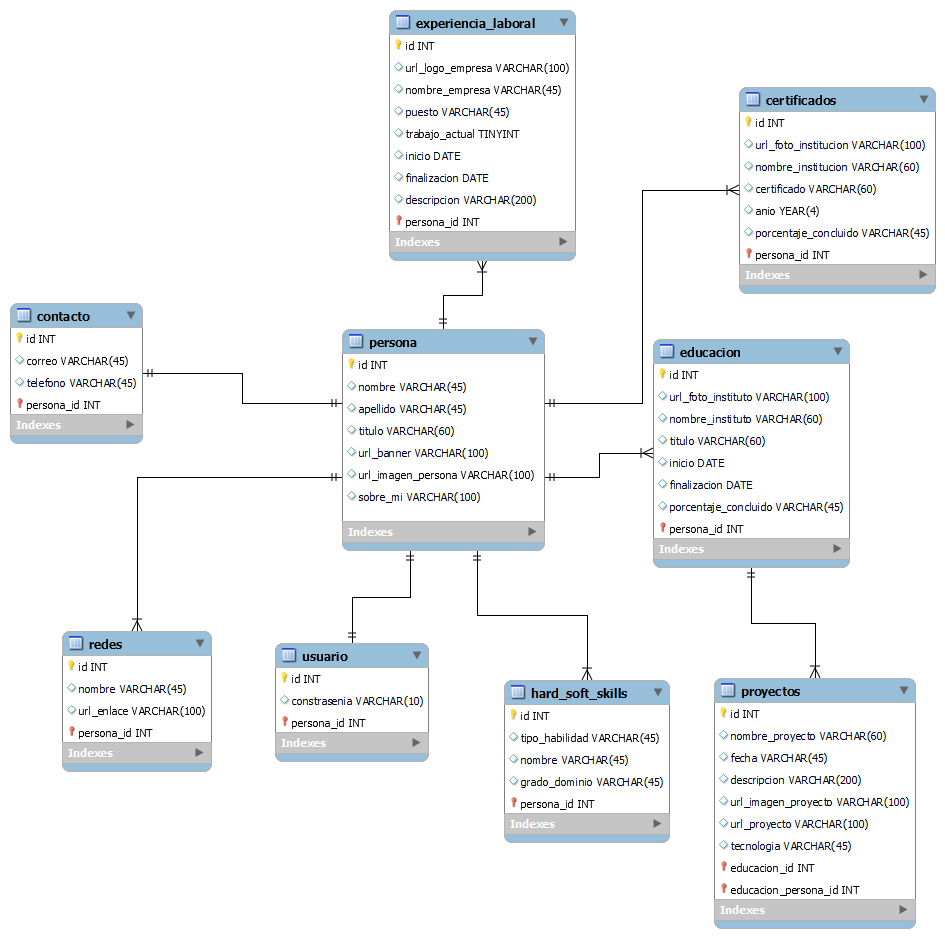 experiencia_laboral
id INT
url_logo_empresa VARCHAR(100)
nombre_empresa VARCHAR(45)
puesto VARCHAR(45)
trabajo_actual TINYINT
inicio DATE
finalizacion DATE
descripcion VARCHAR(200)
persona_id INT
Indexes
certificados
id INT
url_foto_institucion VARCHAR(100)
nombre_institucion VARCHAR(60)
certificado VARCHAR(60)
anio YEAR(4)
porcentaje_concluido VARCHAR(45)
persona_id INT
Indexes
contacto
id INT
correo VARCHAR(45)
telefono VARCHAR(45)
persona_id INT
Indexes
persona
id INT
nombre VARCHAR(45)
apellido VARCHAR(45)
titulo VARCHAR(60)
url_banner VARCHAR(100)
url_imagen_persona VARCHAR(100)
sobre_mi VARCHAR(100)
Indexes
educacion
id INT
url_foto_instituto VARCHAR(100)
nombre_instituto VARCHAR(60)
titulo VARCHAR(60)
inicio DATE
finalizacion DATE
porcentaje_concluido VARCHAR(45)
persona_id INT
Indexes
redes
id INT
nombre VARCHAR(45)
url_enlace VARCHAR(100)
persona_id INT
Indexes
usuario
id INT
constrasenia VARCHAR(10)
persona_id INT
Indexes
hard_soft_skills
id INT
tipo_habilidad VARCHAR(45)
nombre VARCHAR(45)
grado_dominio VARCHAR(45)
persona_id INT
Indexes
proyectos
id INT
nombre_proyecto VARCHAR(60)
fecha VARCHAR(45)
descripcion VARCHAR(200)
url_imagen_proyecto VARCHAR(100)
url_proyecto VARCHAR(100)
tecnologia VARCHAR(45)
educacion_id INT
educacion_persona_id INT
Indexes